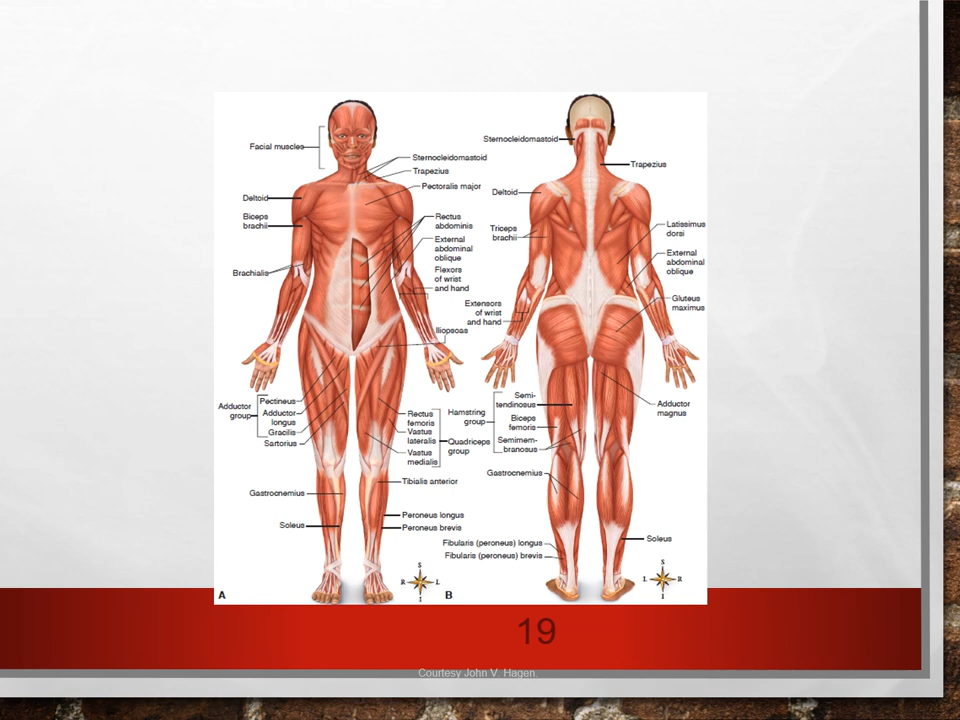 Facial muscles
Sternocleidomastoid
Trapezius
Pectoralis major
Deltoid
Biceps
brachii
Rectus
abdominis
External
abdominal
oblique
Brachialis
Flexors
of wrist
and hand
Iliopsoas
Adductor
group
Pectineus
Adductor
longus
Gracilis
Sartorius
Rectus
femoris
Vastus
lateralis
Vastus
medialis
Quadriceps
group
Tibialis anterior
Gastrocnemius
Peroneus longus
Soleus
Peroneus brevis
S
R
L
I
A
Sternocleidomastoid
Trapezius
Deltoid
Triceps
brachii
Latissimus
dorsi
External
abdominal
oblique
Extensors
of wrist
and hand
Gluteus
maximus
Hamstring
group
Semi-
tendinosus
Biceps
femoris
Semimem-
branosus
Adductor
magnus
Gastrocnemius
Soleus
Fibularis (peroneus) longus
Fibularis (peroneus) brevis
S
L
R
I
B
19
Courtesy John V. Hagen.